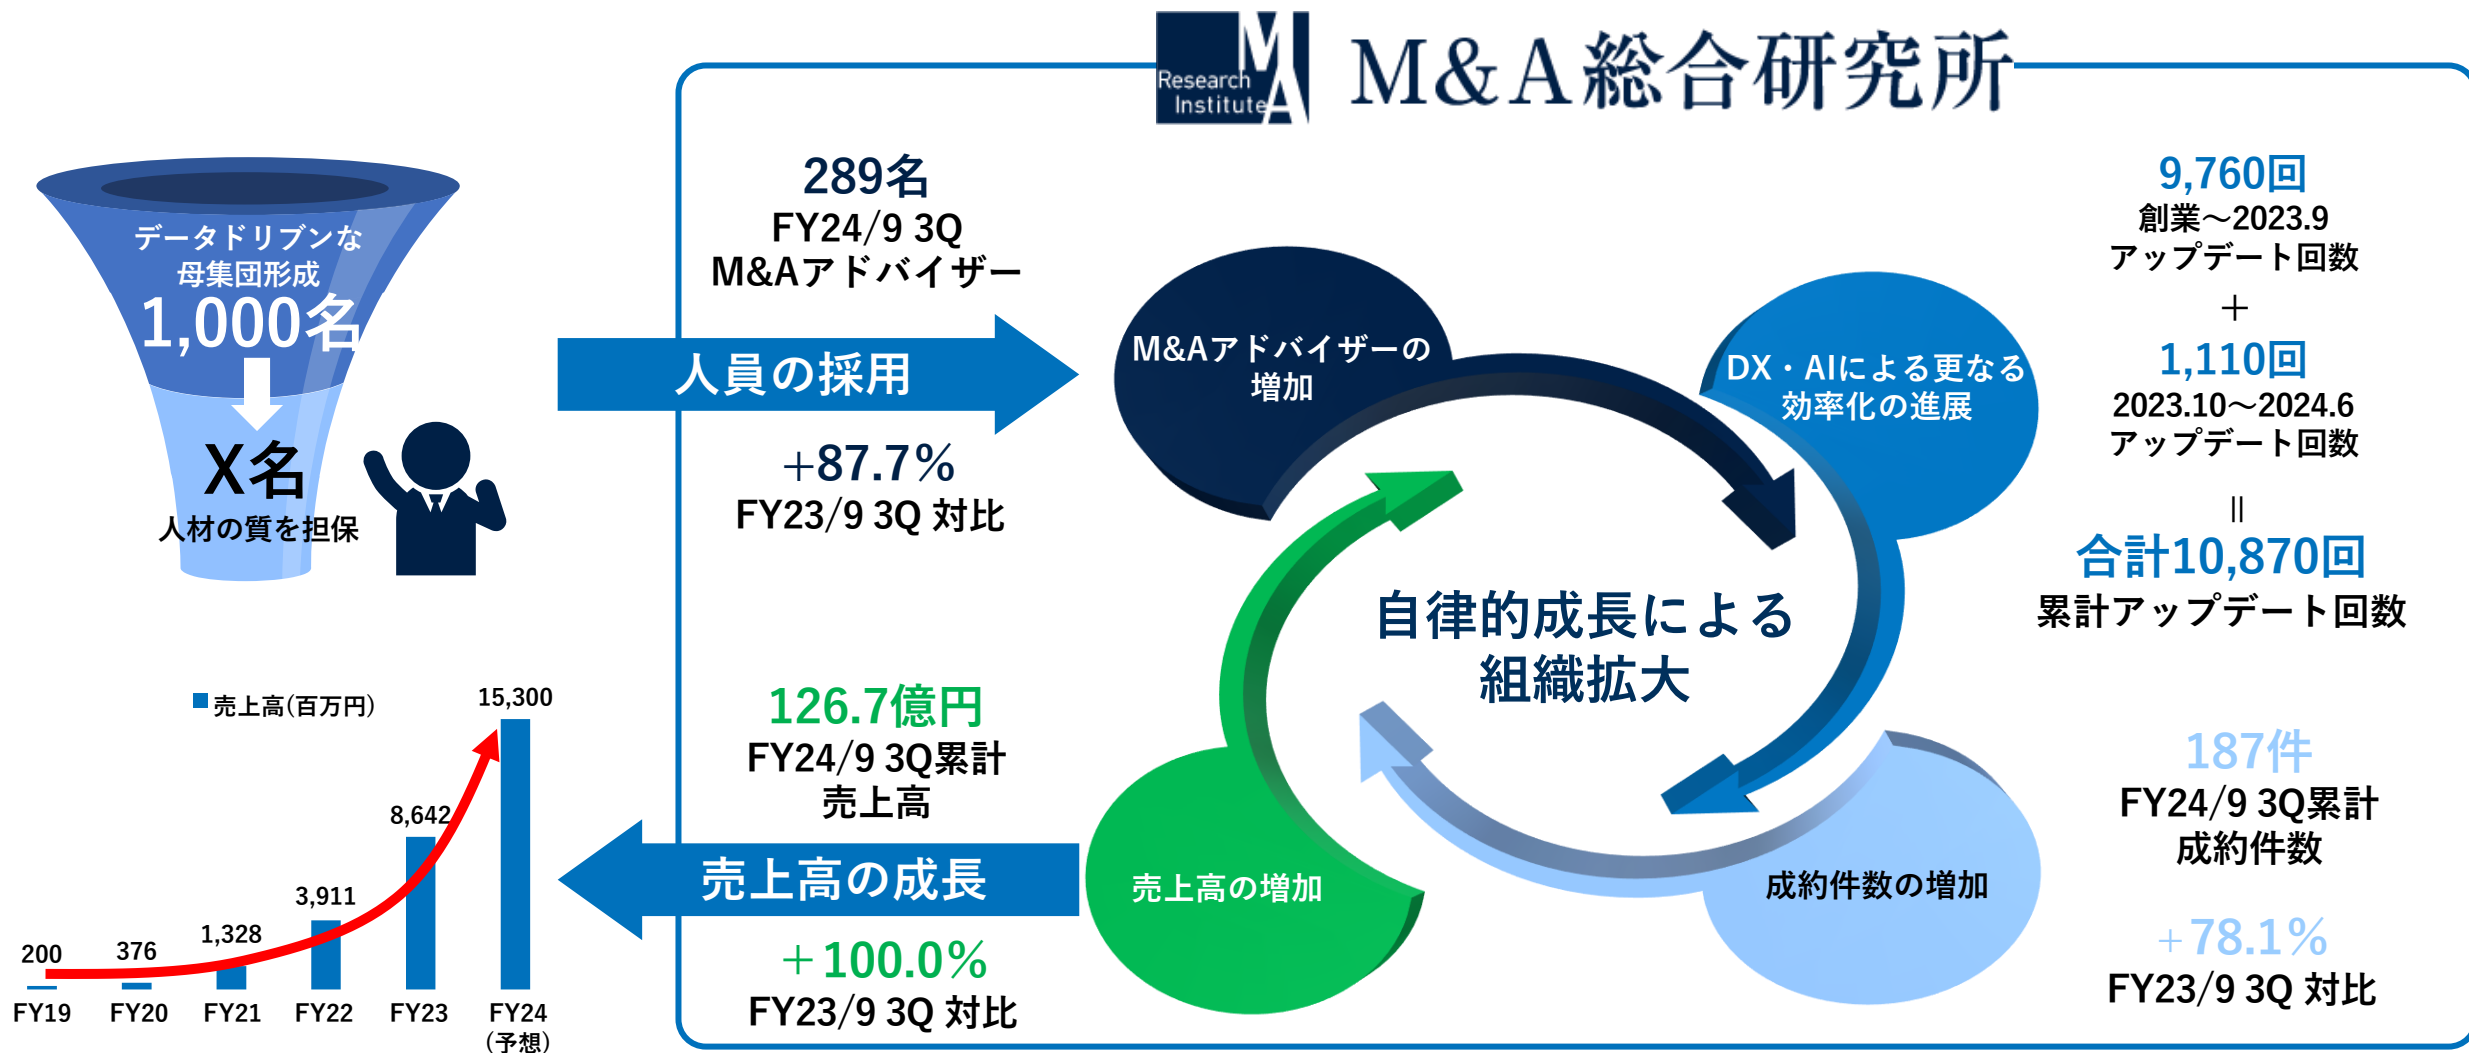 Research
Institute
MA
M&A総合研究所
データドリブンな
母集団形成
1,000名
X名
人材の質を担保
売上高(百万円)
200
376
1,328
3,911
8,642
15,300
FY19
FY20
FY21
FY22
FY23
FY24
(予想)
289名
FY24/9 3Q
M&Aアドバイザー
人員の採用
+87.7%
FY23/9 3Q 対比
126.7億円
FY24/9 3Q累計
売上高
売上高の成長
+100.0%
FY23/9 3Q 対比
M&Aアドバイザーの
増加
DX・AIによる更なる
効率化の進展
自律的成長による
組織拡大
売上高の増加
成約件数の増加
9,760回
創業～2023.9
アップデート回数
＋
1,110回
2023.10～2024.6
アップデート回数
॥
合計10,870回
累計アップデート回数
187件
FY24/9 3Q累計
成約件数
+78.1%
FY23/9 3Q 対比